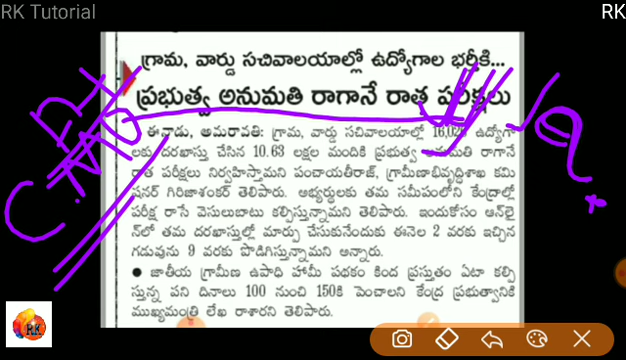 RK Tutorial
RK
గ్రామ, వార్డు సచివాలయాల్లో ఉద్యోగాల భర్తీకి...
ప్రభుత్వ అనుమతి రాగానే రాత పరీక్షలు
ఈనాడు, అమరావతి: గ్రామ, వార్డు సచివాలయాల్లో ఉద్యోగా
లకు దరఖాస్తు చేసిన 10.63 లక్షల మందికి ప్రభుత్వ అనుమతి రాగానే
రాత పరీక్షలు నిర్వహిస్తామని పంచాయతీరాజ్, గ్రామీణాభివృద్ధిశాఖ కమి
షనర్ గిరిజాశంకర్ తెలిపారు. అభ్యర్థులకు తమ సమీపంలోని కేంద్రాల్లో
పరీక్ష రాసే వెసులుబాటు కల్పిస్తున్నామని తెలిపారు. ఇందుకోసం ఆన్‌లై
న్‌లో తమ దరఖాస్తుల్లో మార్పు చేసుకునేందుకు ఈనెల 2 వరకు ఇచ్చిన
గడువును 9 వరకు పొడిగిస్తున్నామని అన్నారు.
● జాతీయ గ్రామీణ ఉపాధి హామీ పథకం కింద ప్రస్తుతం ఏటా కల్పి
స్తున్న పని దినాలు 100 నుంచి 150కి పెంచాలని కేంద్ర ప్రభుత్వానికి
ముఖ్యమంత్రి లేఖ రాశారని తెలిపారు.
RK